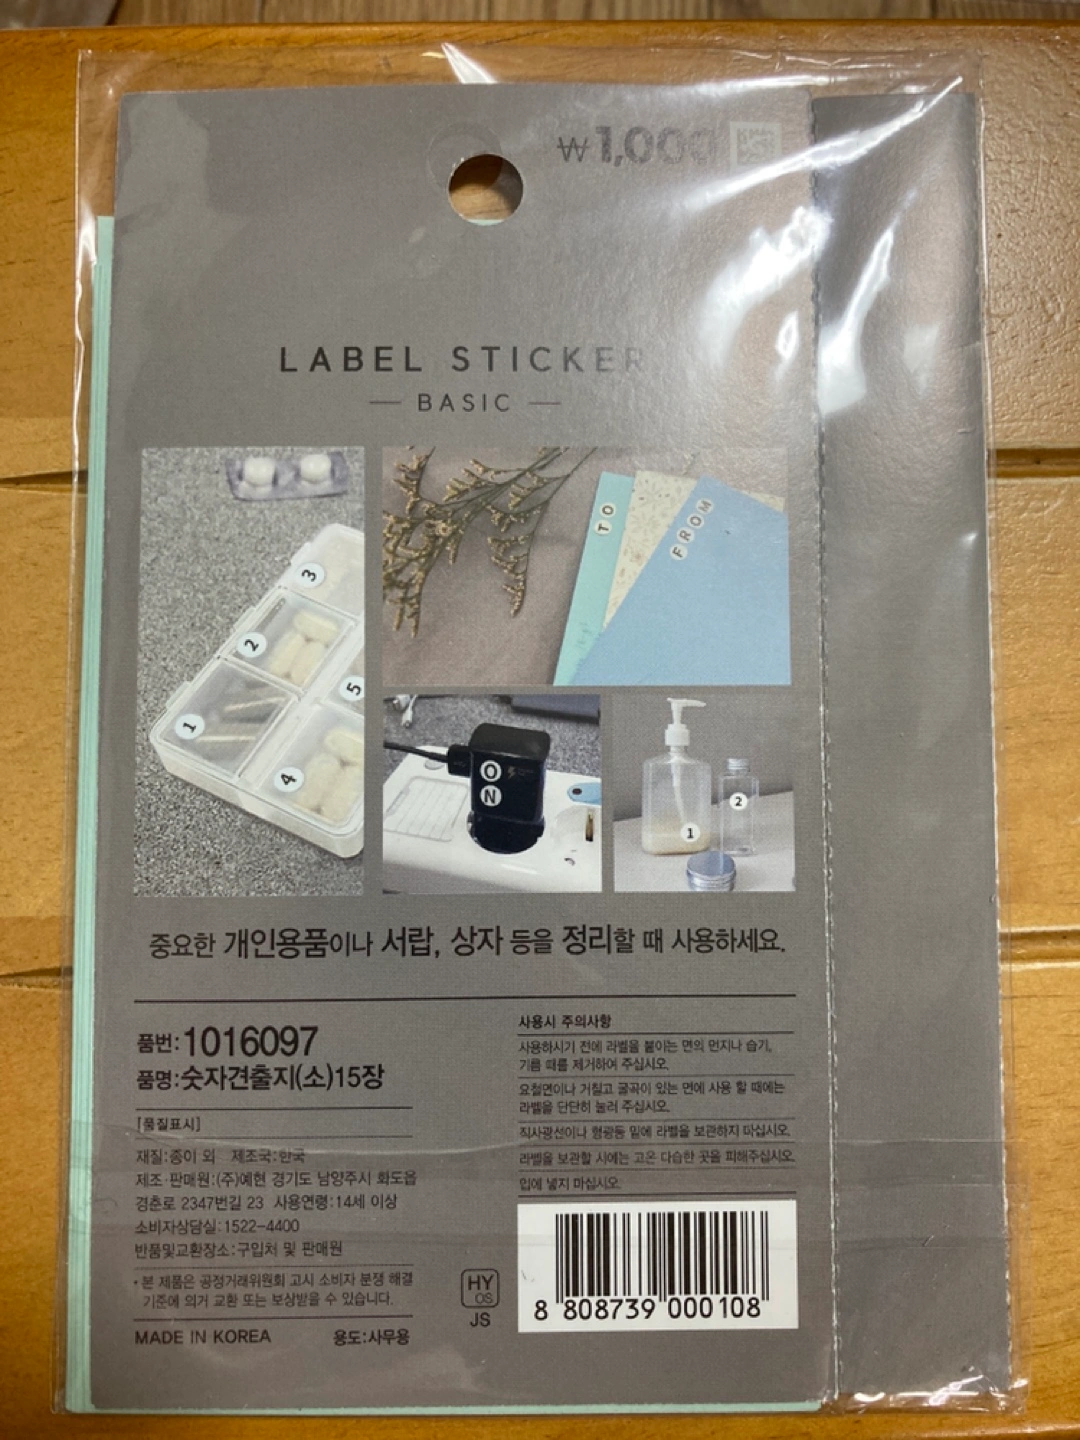 ₩1,000
LABEL STICKER
BASIC
TO
FROM
3
2
5
1
4
ON
1
2
중요한 개인용품이나 서랍, 상자 등을 정리할 때 사용하세요.
품번:1016097
품명:숫자견출지(소)15장
[품질표시]
재질:종이 외 제조국:한국
제조·판매원:(주)예현 경기도 남양주시 화도읍
경춘로 2347번길 23 사용연령:14세 이상
소비자상담실:1522-4400
반품및교환장소:구입처 및 판매원
• 본 제품은 공정거래위원회 고시 소비자 분쟁 해결
기준에 의거 교환 또는 보상받을 수 있습니다.
MADE IN KOREA 용도:사무용
사용시 주의사항
사용하시기 전에 라벨을 붙이는 면의 먼지나 습기,
기름 때를 제거하여 주십시오.
요철면이나 거칠고 굴곡이 있는 면에 사용 할 때에는
라벨을 단단히 눌러 주십시오.
직사광선이나 형광등 밑에 라벨을 보관하지 마십시오.
라벨을 보관할 시에는 고온 다습한 곳을 피해주십시오.
입에 넣지 마십시오.
HY
OS
JS
8 808739 000108